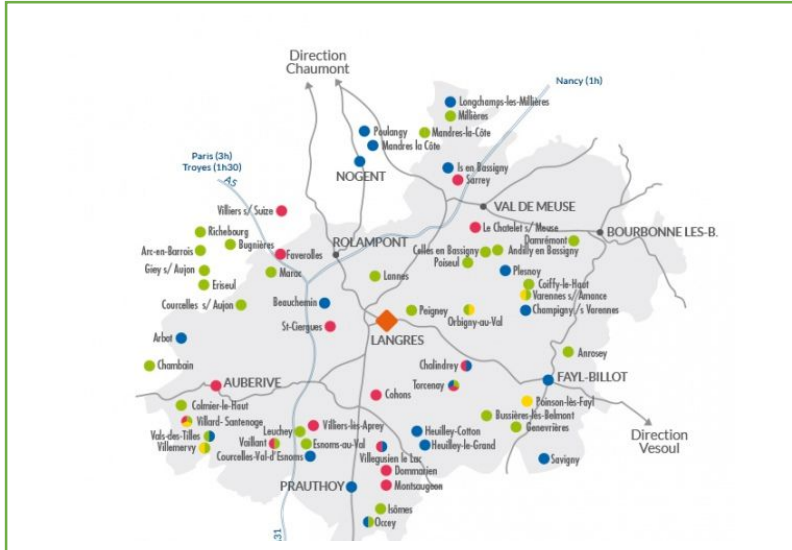 Direction
Chaumont
Nancy (1h)
Longchamps-les-Millières
Millières
Mandres-la-Côte
Poulangy
Mandres la Côte
NOGENT
Is en Bassigny
Sarrey
Paris (3h)
Troyes (1h30)
A5
Villiers s/ Suize
VAL DE MEUSE
Richebourg
Bugnières
Arc-en-Barrois
Faverolles
ROLAMPONT
Le Chatelet s/ Meuse
Damrémont
BOURBONNE LES-B.
Celles en Bassigny
Andilly en Bassigny
Poiseul
Giey s/ Aujon
Marac
Lannes
Plesnoy
Eriseul
Coiffy-le-Haut
Varennes s/ Amance
Courcelles s/ Aujon
Beauchemin
Peigney
Orbigny-au-Val
Champigny /s Varennes
St-Ciergues
LANGRES
Arbot
Anrosey
Chambain
Chalindrey
FAYL-BILLOT
AUBERIVE
Torcenay
Cohons
Poinson-lès-Fayl
Colmier-le-Haut
Bussières-lès-Belmont
Villard- Santenoge
Genevrières
Vals-des-Tilles
Leuchey
Villiers-lès-Aprey
Heuilley-Cotton
Direction
Vesoul
Vaillant
Esnoms-au-Val
Villemervy
Courcelles-Val-d'Esnoms
Villegusien le Lac
Heuilley-le-Grand
Savigny
Dommarien
PRAUTHOY
Montsaugeon
Isômes
Occey
A31